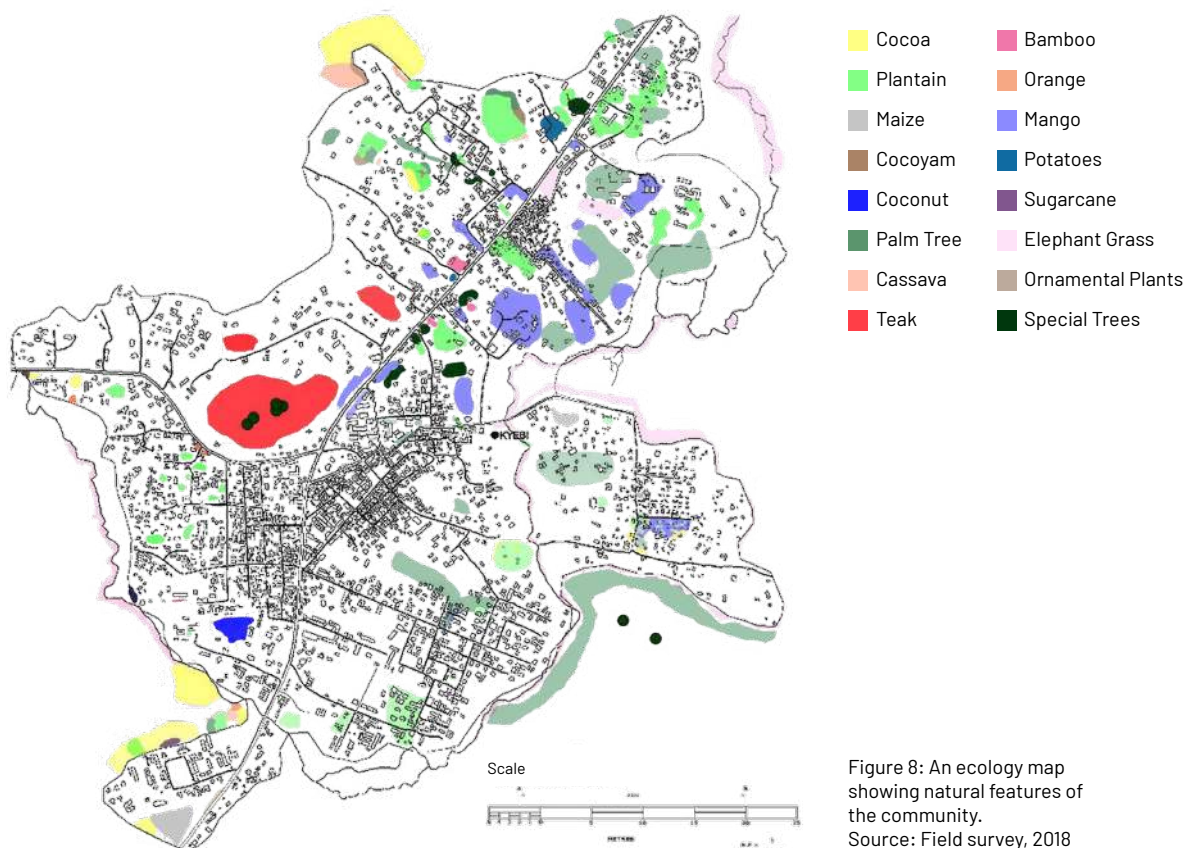 Cocoa
Plantain
Maize
Cocoyam
Coconut
Palm Tree
Cassava
Teak
Bamboo
Orange
Mango
Potatoes
Sugarcane
Elephant Grass
Ornamental Plants
Special Trees
KYEBI
Scale
METRES
Figure 8: An ecology map
showing natural features of
the community.
Source: Field survey, 2018